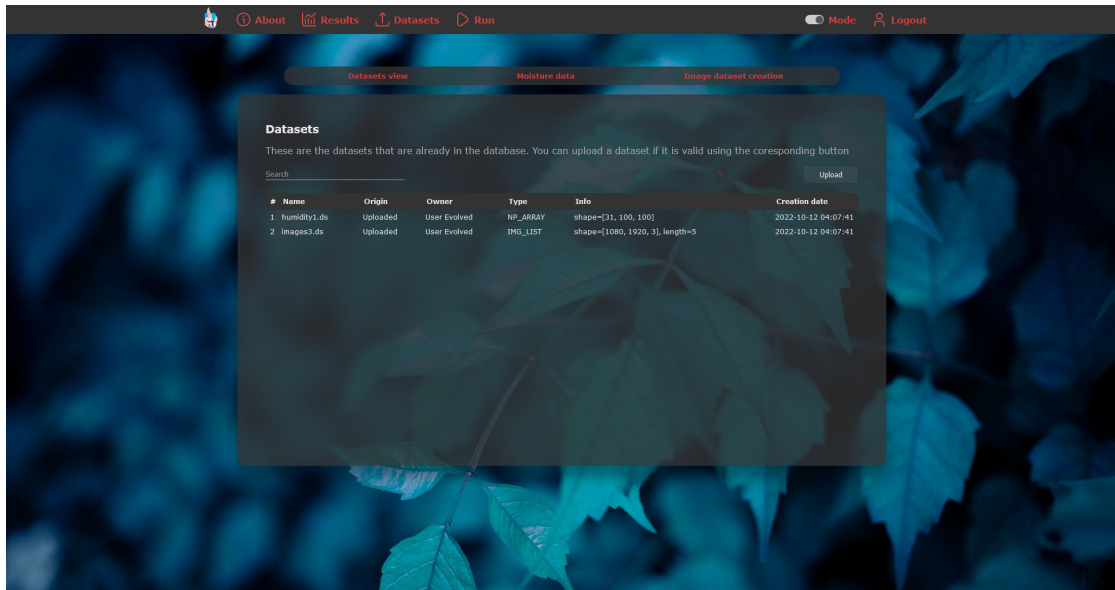 About Results Datasets Run Mode Logout
Datasets view Moisture data Image dataset creation
Datasets
These are the datasets that are already in the database. You can upload a dataset if it is valid using the coresponding button
Search Upload
# Name Origin Owner Type Info Creation date
1 humidity1.ds Uploaded User Evolved NP_ARRAY shape=[31, 100, 100] 2022-10-12 04:07:41
2 images3.ds Uploaded User Evolved IMG_LIST shape=[1080, 1920, 3], length=5 2022-10-12 04:07:41